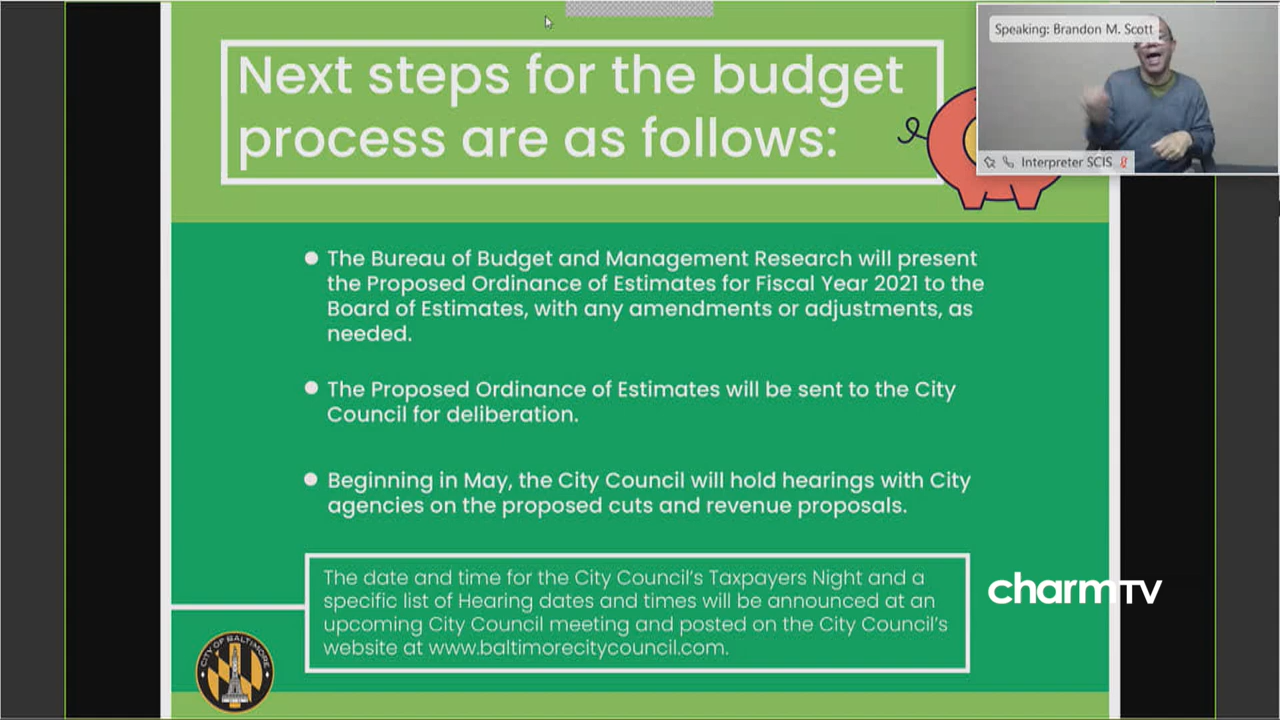 Next steps for the budget
process are as follows:
Speaking: Brandon M. Scott
Interpreter SCIS
The Bureau of Budget and Management Research will present
the Proposed Ordinance of Estimates for Fiscal Year 2021 to the
Board of Estimates, with any amendments or adjustments, as
needed.
The Proposed Ordinance of Estimates will be sent to the City
Council for deliberation.
Beginning in May, the City Council will hold hearings with City
agencies on the proposed cuts and revenue proposals.
The date and time for the City Council's Taxpayers Night and a
specific list of Hearing dates and times will be announced at an
upcoming City Council meeting and posted on the City Council's
website at www.baltimorecitycouncil.com.
charmTV
CITY OF BALTIMORE